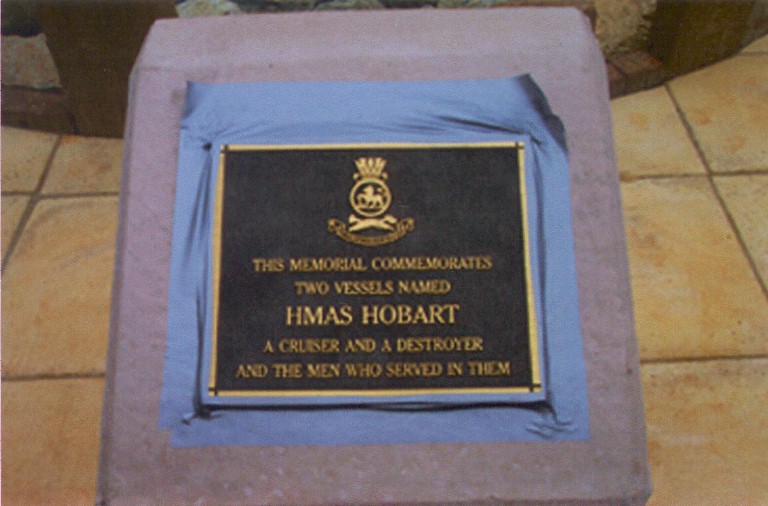 THIS MEMORIAL COMMEMORATES
TWO VESSELS NAMED
HMAS HOBART
A CRUISER AND A DESTROYER
AND THE MEN WHO SERVED IN THEM